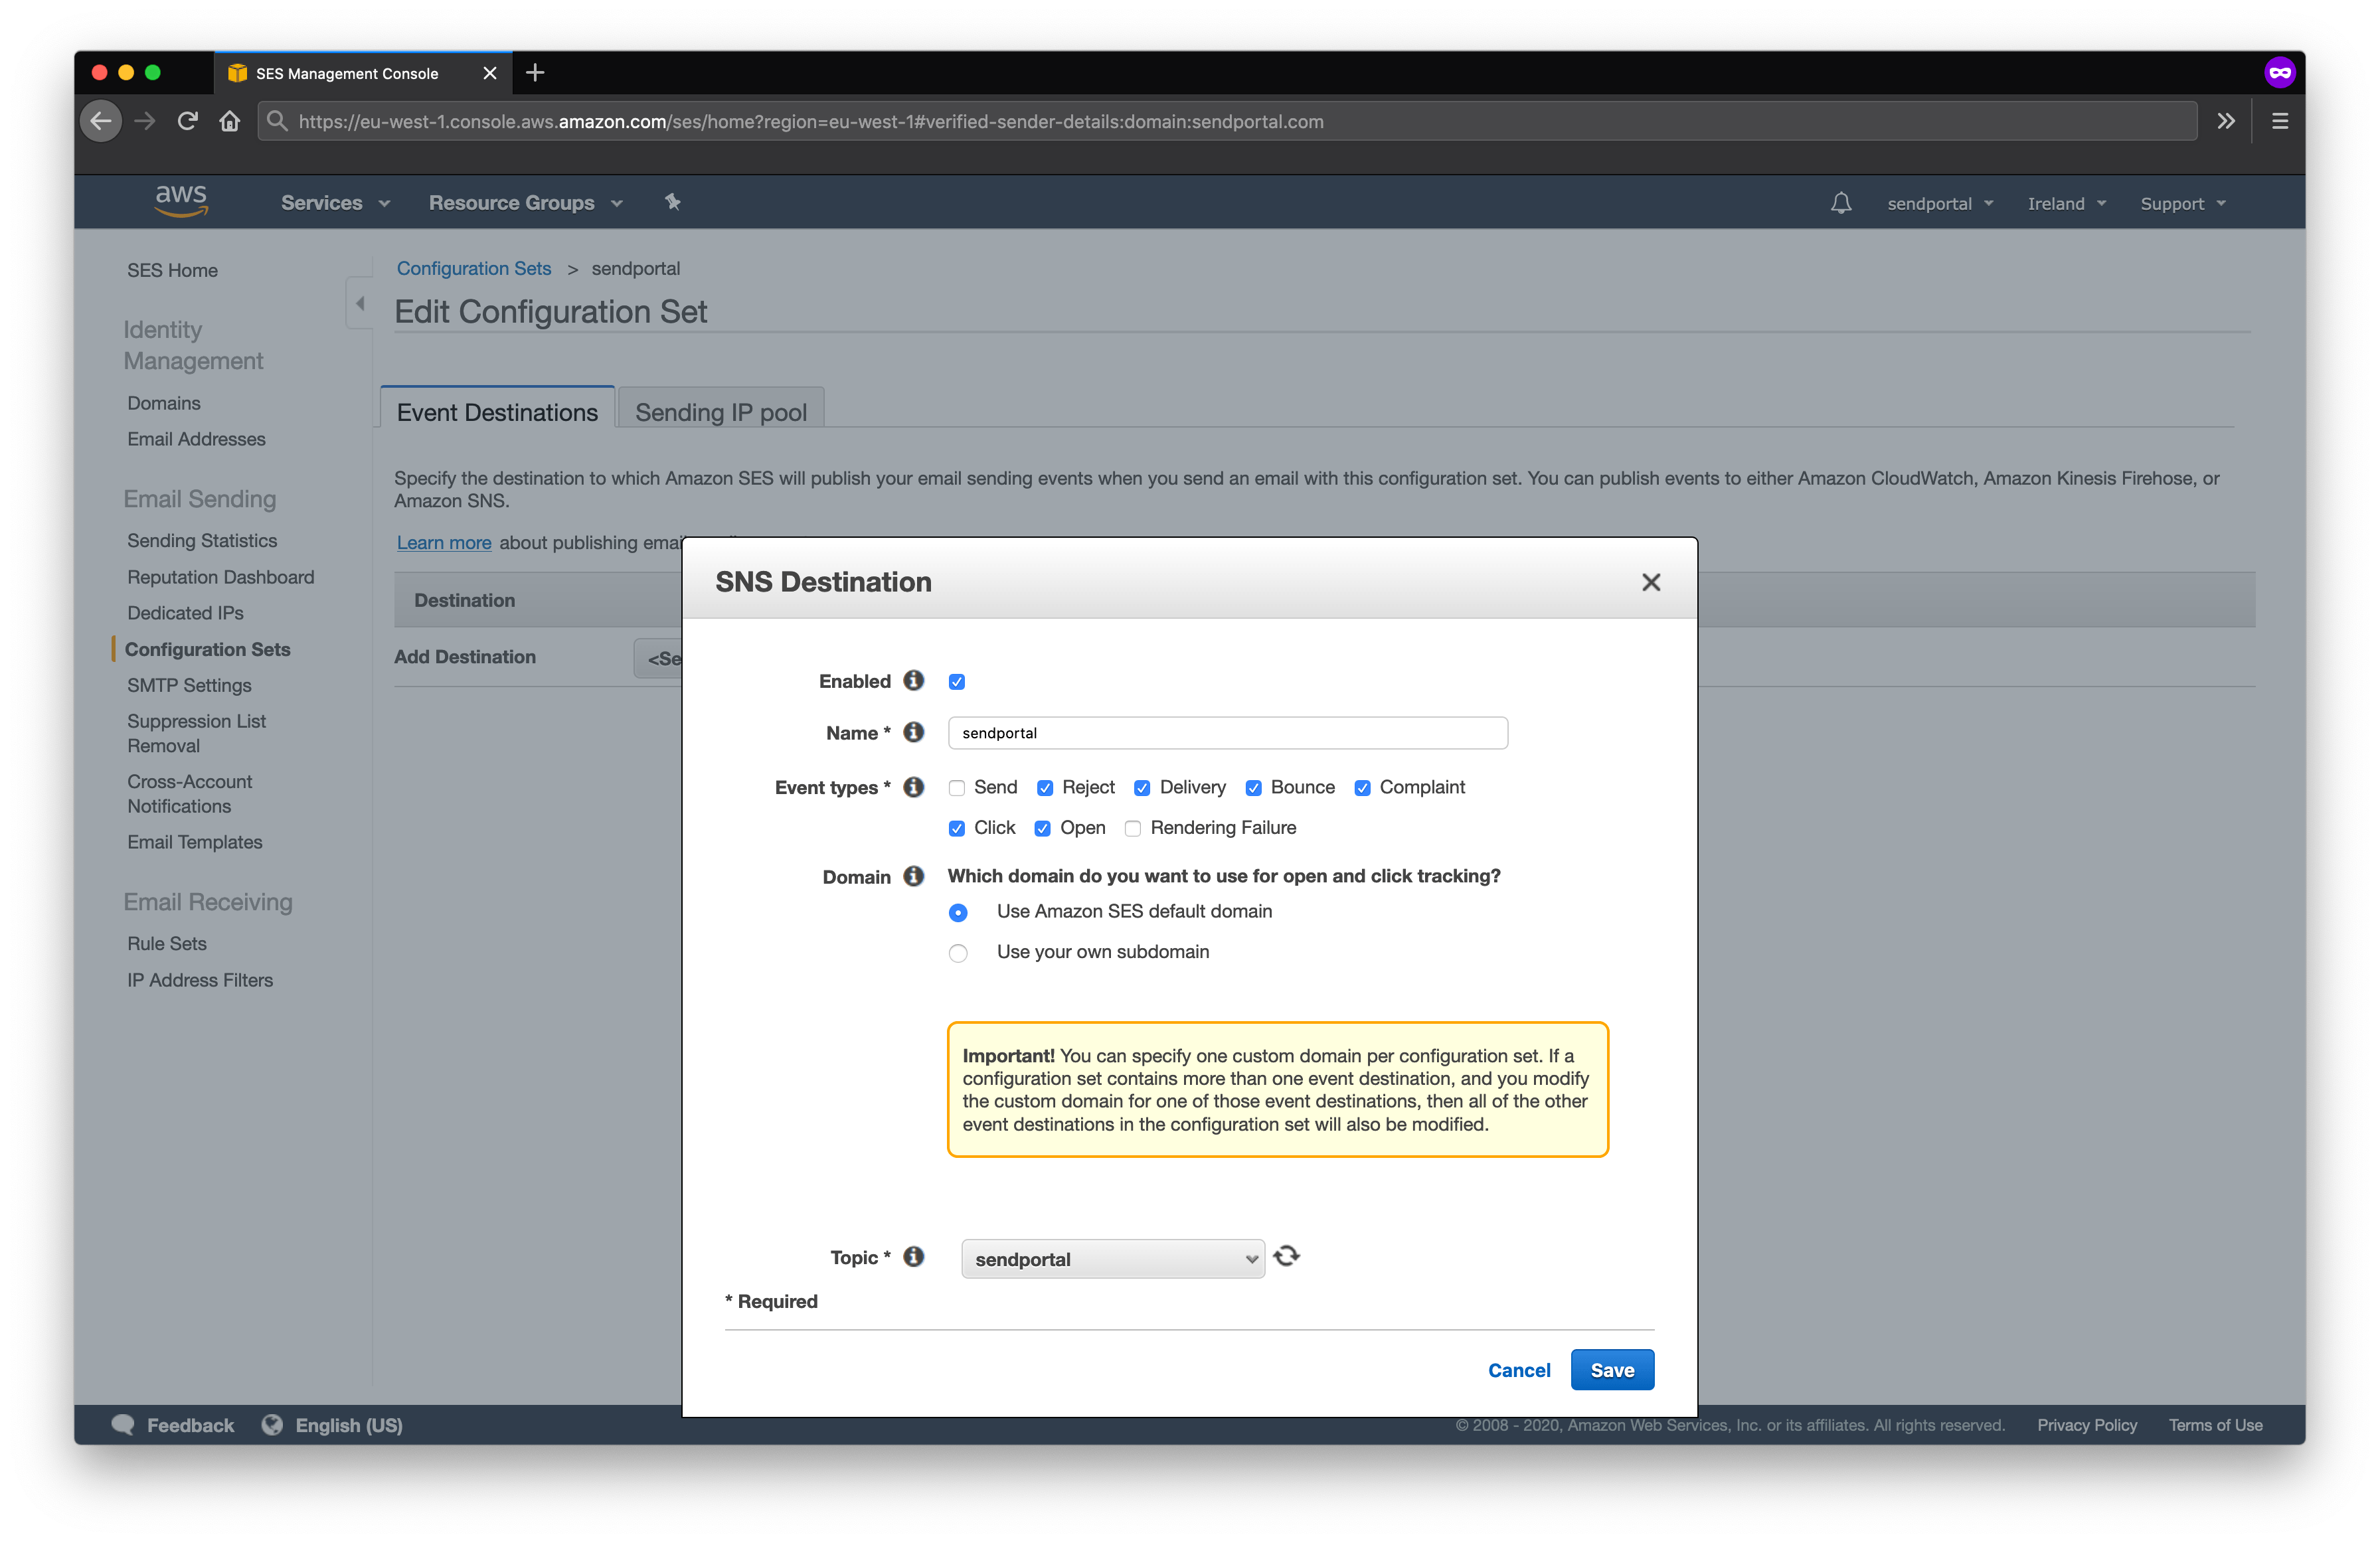 SES Management Console
https://eu-west-1.console.aws.amazon.com/ses/home?region=eu-west-1#verified-sender-details:domain:sendportal.com
aws
Services
Resource Groups
sendportal
Ireland
Support
SES Home
Identity
Management
Domains
Email Addresses
Email Sending
Sending Statistics
Reputation Dashboard
Dedicated IPs
Configuration Sets
SMTP Settings
Suppression List
Removal
Cross-Account
Notifications
Email Templates
Email Receiving
Rule Sets
IP Address Filters
Configuration Sets > sendportal
Edit Configuration Set
Event Destinations
Sending IP pool
Specify the destination to which Amazon SES will publish your email sending events when you send an email with this configuration set. You can publish events to either Amazon CloudWatch, Amazon Kinesis Firehose, or
Amazon SNS.
Learn more about publishing emai
Destination
Add Destination
<Se
SNS Destination
Enabled
Name *
sendportal
Event types *
Send Reject Delivery Bounce Complaint
Click Open Rendering Failure
Domain
Which domain do you want to use for open and click tracking?
Use Amazon SES default domain
Use your own subdomain
Important! You can specify one custom domain per configuration set. If a
configuration set contains more than one event destination, and you modify
the custom domain for one of those event destinations, then all of the other
event destinations in the configuration set will also be modified.
Topic *
sendportal
* Required
Cancel
Save
Feedback
English (US)
© 2008 - 2020, Amazon Web Services, Inc. or its affiliates. All rights reserved.
Privacy Policy
Terms of Use